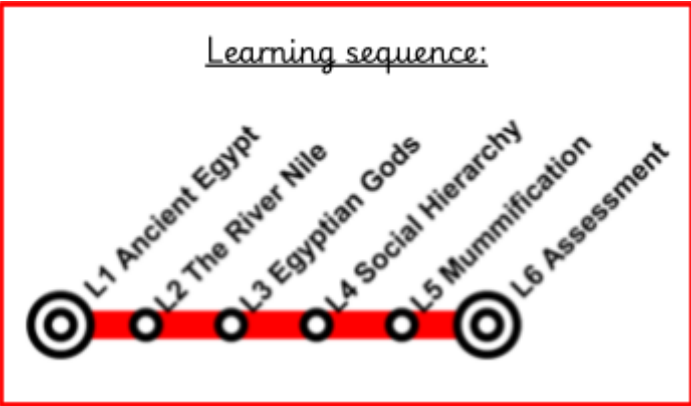 Learning sequence:
L1 Ancient Egypt
L2 The River Nile
L3 Egyptian Gods
L4 Social Hierarchy
L5 Mummification
L6 Assessment